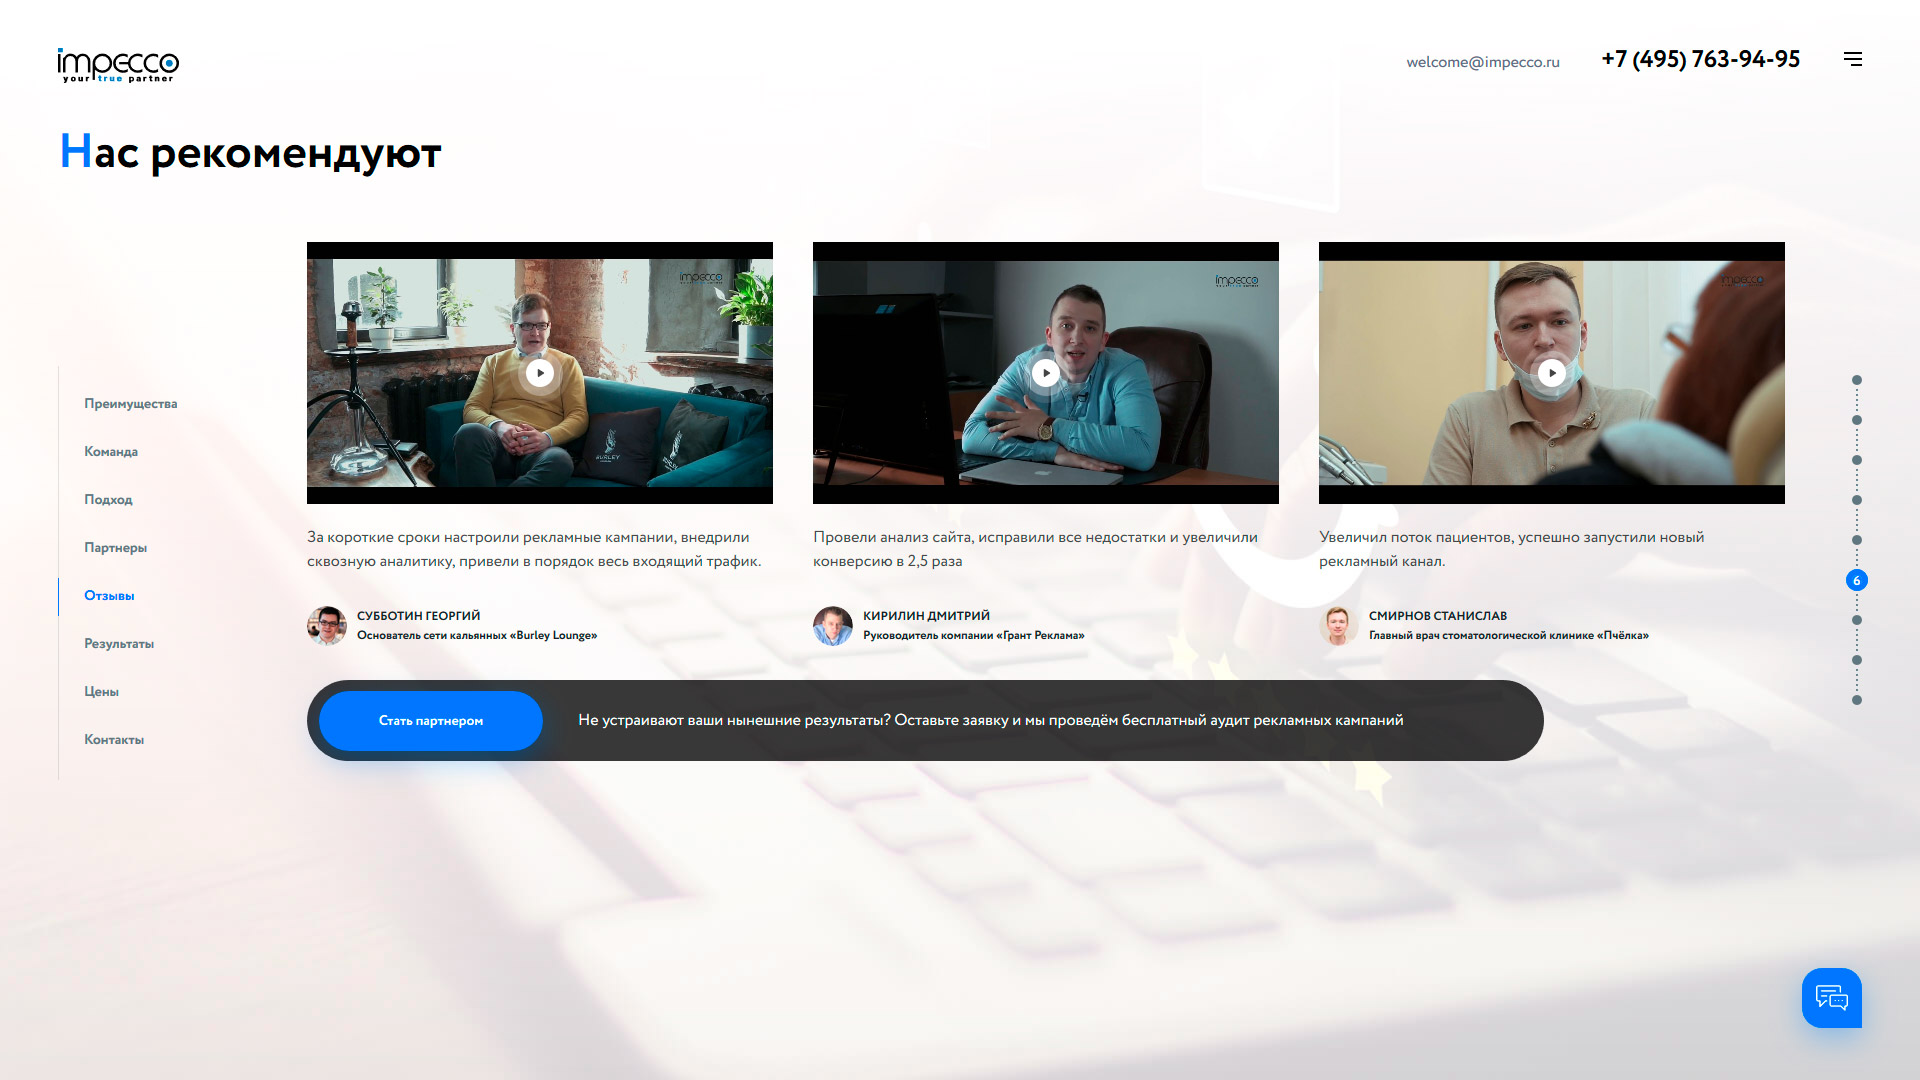 impecco
your true partner
welcome@impecco.ru
+7 (495) 763-94-95
Нас рекомендуют
impecco
impecco
impecco
BURLEY
BURLEY
Преимущества
Команда
Подход
Партнеры
Отзывы
Результаты
Цены
Контакты
6
За короткие сроки настроили рекламные кампании, внедрили
сквозную аналитику, привели в порядок весь входящий трафик.
СУББОТИН ГЕОРГИЙ
Основатель сети кальянных «Burley Lounge»
Провели анализ сайта, исправили все недостатки и увеличили
конверсию в 2,5 раза
КИРИЛИН ДМИТРИЙ
Руководитель компании «Грант Реклама»
Увеличил поток пациентов, успешно запустили новый
рекламный канал.
СМИРНОВ СТАНИСЛАВ
Главный врач стоматологической клинике «Пчёлка»
Стать партнером
Не устраивают ваши нынешние результаты? Оставьте заявку и мы проведём бесплатный аудит рекламных кампаний